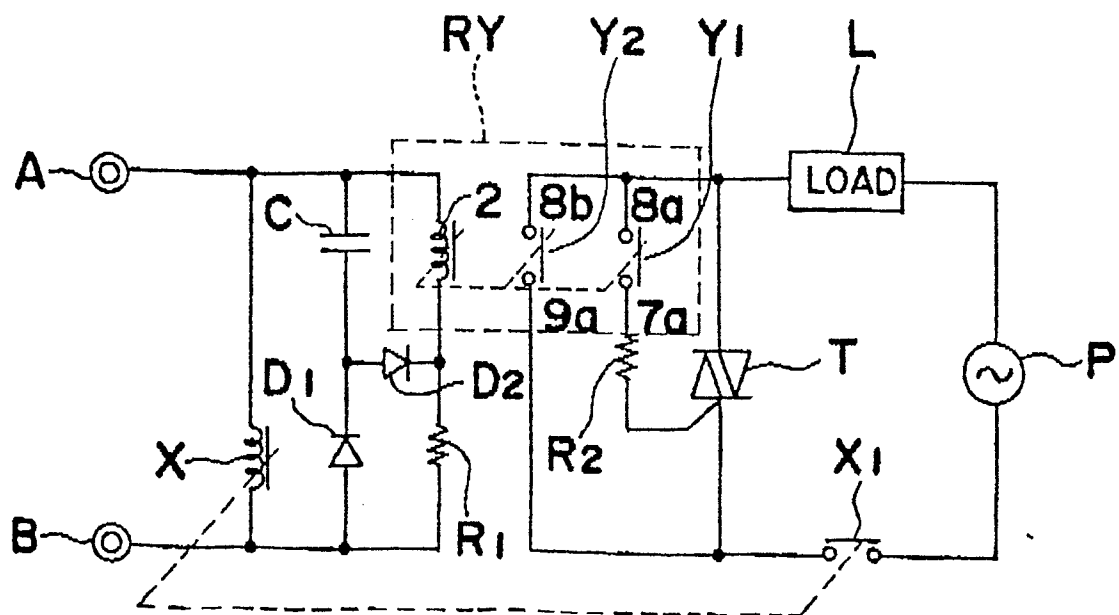 RY Y2 Y1 L
A
LOAD
C 2 8b 8a
9a 7a
D1 D2 T P
R2
X X1
B R1